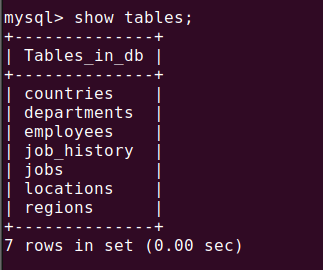 mysql> show tables;
+--------------+
| Tables_in_db |
+--------------+
| countries    |
| departments  |
| employees    |
| job_history  |
| jobs         |
| locations    |
| regions      |
+--------------+
7 rows in set (0.00 sec)